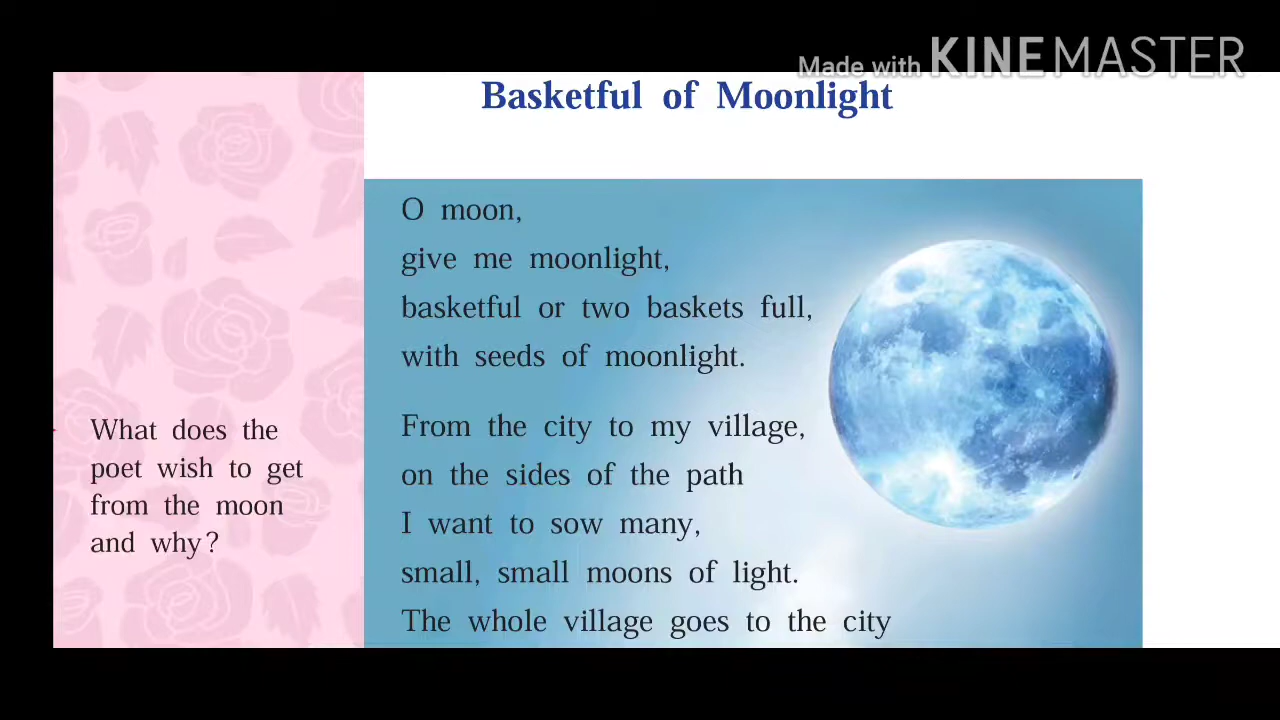 Made with KINEMASTER
Basketful of Moonlight
O moon,
give me moonlight,
basketful or two baskets full,
with seeds of moonlight.
From the city to my village,
on the sides of the path
I want to sow many,
small, small moons of light.
The whole village goes to the city
What does the
poet wish to get
from the moon
and why?